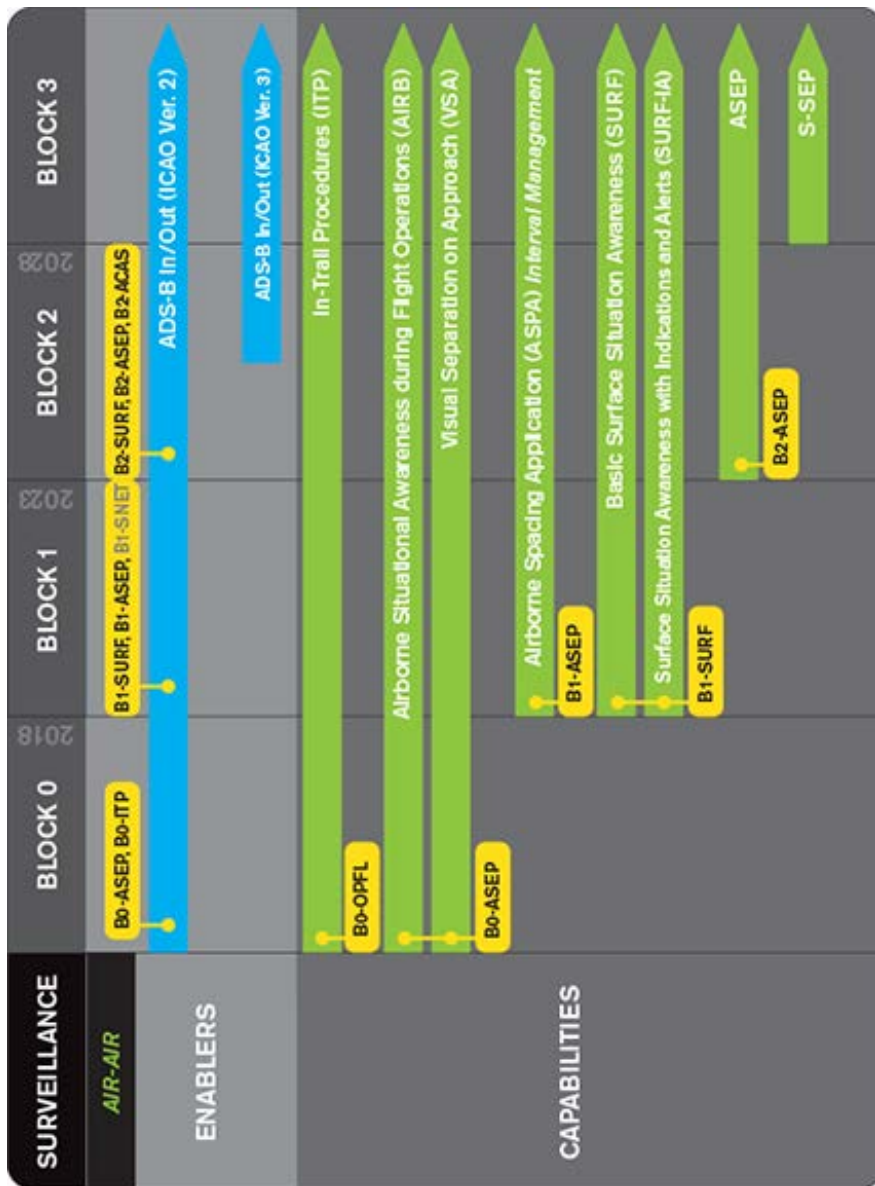 SURVEILLANCE
BLOCK 0
2018
BLOCK 1
2023
BLOCK 2
2028
BLOCK 3
AIR-AIR
B0-ASEP, B0-ITP
B1-SURF, B1-ASEP, B1-SNET
B2-SURF, B2-ASEP, B2-ACAS
ENABLERS
ADS-B In/Out (ICAO Ver. 2)
ADS-B In/Out (ICAO Ver. 3)
CAPABILITIES
In-Trail Procedures (ITP)
B0-OPFL
Airborne Situational Awareness during Flight Operations (AIRB)
Visual Separation on Approach (VSA)
B0-ASEP
Airborne Spacing Application (ASPA) Interval Management
B1-ASEP
Basic Surface Situation Awareness (SURF)
Surface Situation Awareness with Indications and Alerts (SURF-IA)
B1-SURF
ASEP
B2-ASEP
S-SEP